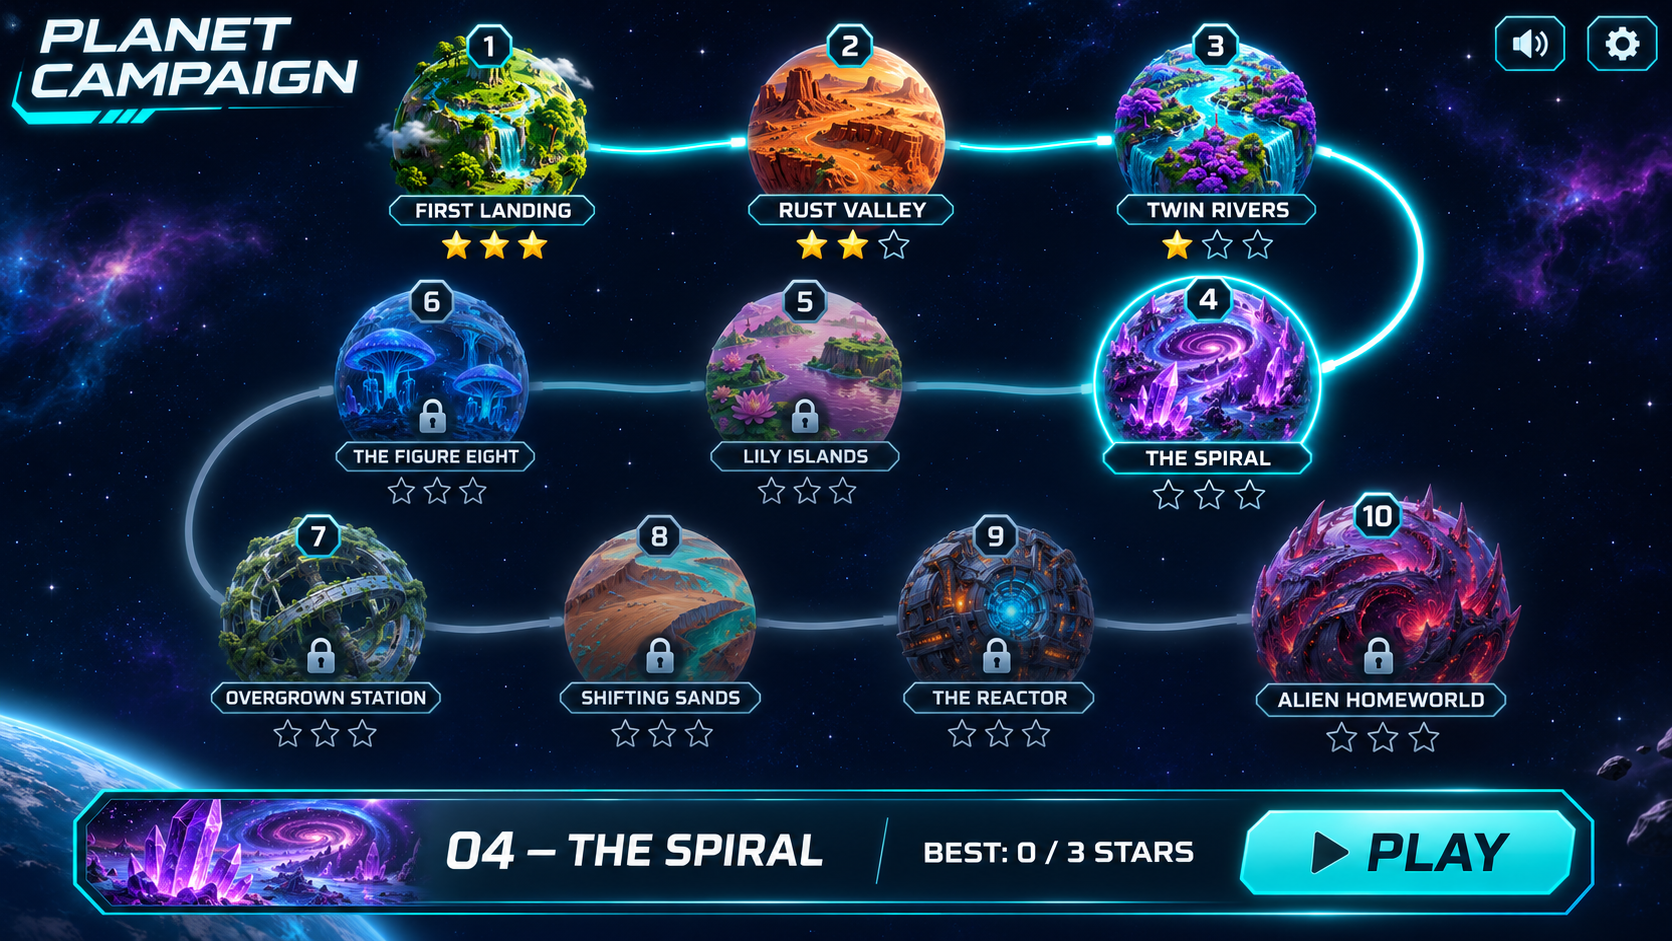 PLANET
CAMPAIGN
1
2
3
FIRST LANDING
RUST VALLEY
TWIN RIVERS
6
5
4
THE FIGURE EIGHT
LILY ISLANDS
THE SPIRAL
7
8
9
10
OVERGROWN STATION
SHIFTING SANDS
THE REACTOR
ALIEN HOMEWORLD
04 – THE SPIRAL
BEST: 0 / 3 STARS
PLAY